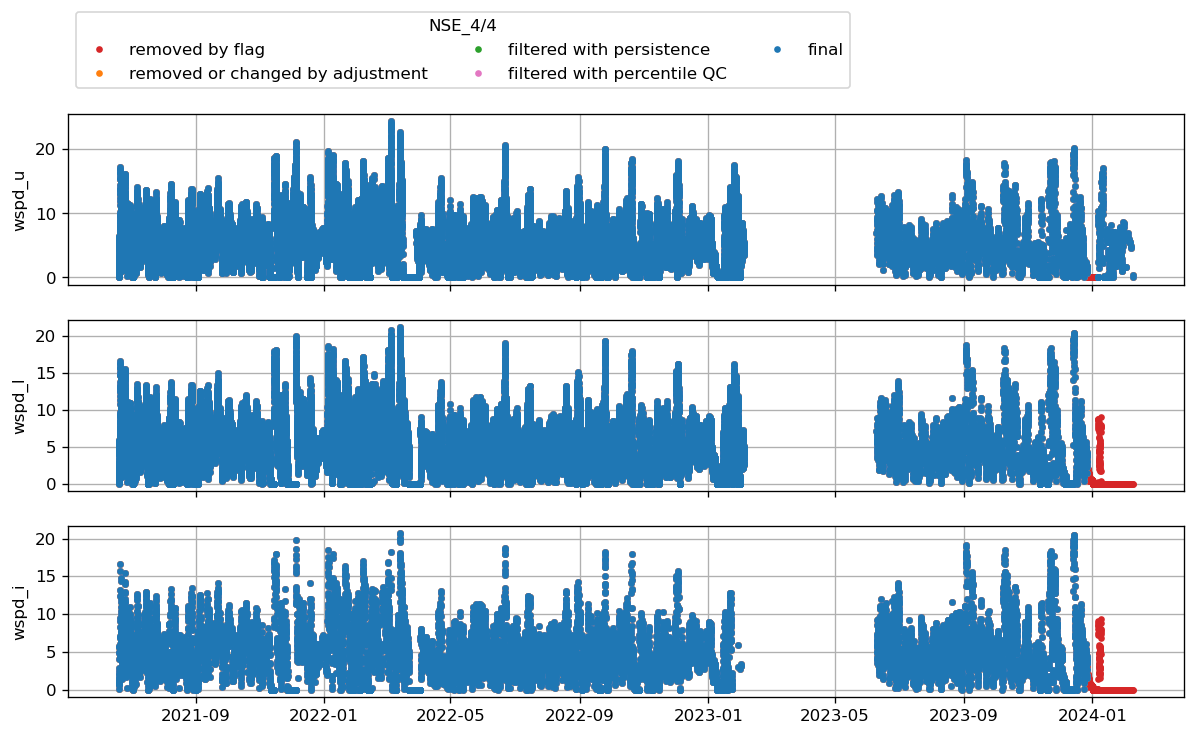 NSE_4/4
removed by flag
filtered with persistence
final
removed or changed by adjustment
filtered with percentile QC
20
10
0
wspd_u
20
15
10
5
0
wspd_l
20
15
10
5
0
wspd_i
2021-09
2022-01
2022-05
2022-09
2023-01
2023-05
2023-09
2024-01